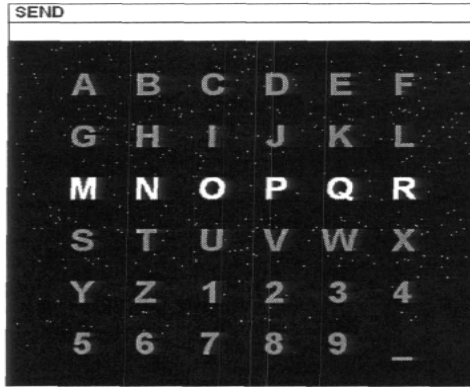 SEND
A B C D E F
G H I J K L
M N O P Q R
S T U V W X
Y Z 1 2 3 4
5 6 7 8 9 _